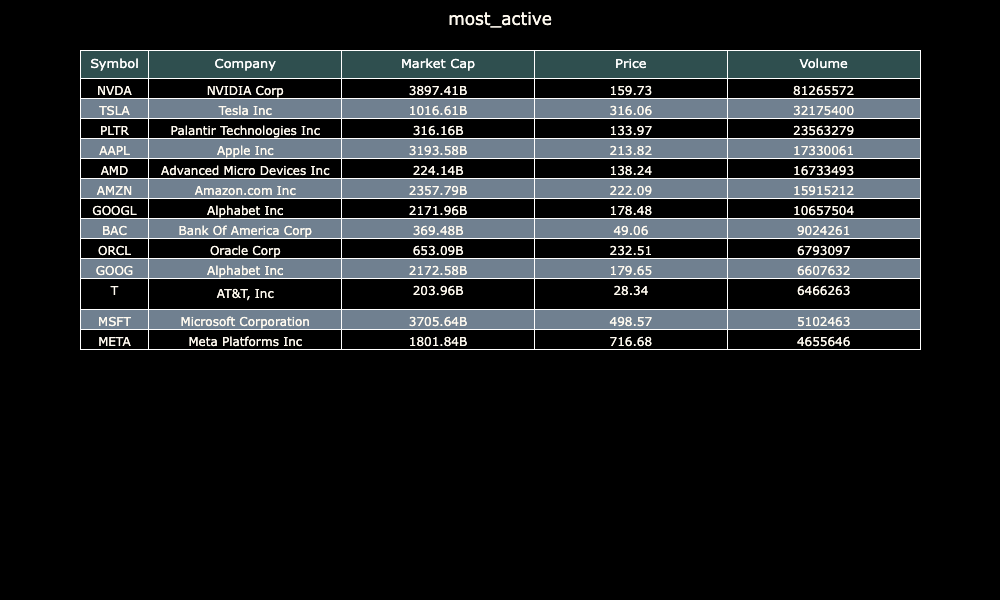 most_active
Symbol Company Market Cap Price Volume
NVDA NVIDIA Corp 3897.41B 159.73 81265572
TSLA Tesla Inc 1016.61B 316.06 32175400
PLTR Palantir Technologies Inc 316.16B 133.97 23563279
AAPL Apple Inc 3193.58B 213.82 17330061
AMD Advanced Micro Devices Inc 224.14B 138.24 16733493
AMZN Amazon.com Inc 2357.79B 222.09 15915212
GOOGL Alphabet Inc 2171.96B 178.48 10657504
BAC Bank Of America Corp 369.48B 49.06 9024261
ORCL Oracle Corp 653.09B 232.51 6793097
GOOG Alphabet Inc 2172.58B 179.65 6607632
T AT&T, Inc 203.96B 28.34 6466263
MSFT Microsoft Corporation 3705.64B 498.57 5102463
META Meta Platforms Inc 1801.84B 716.68 4655646